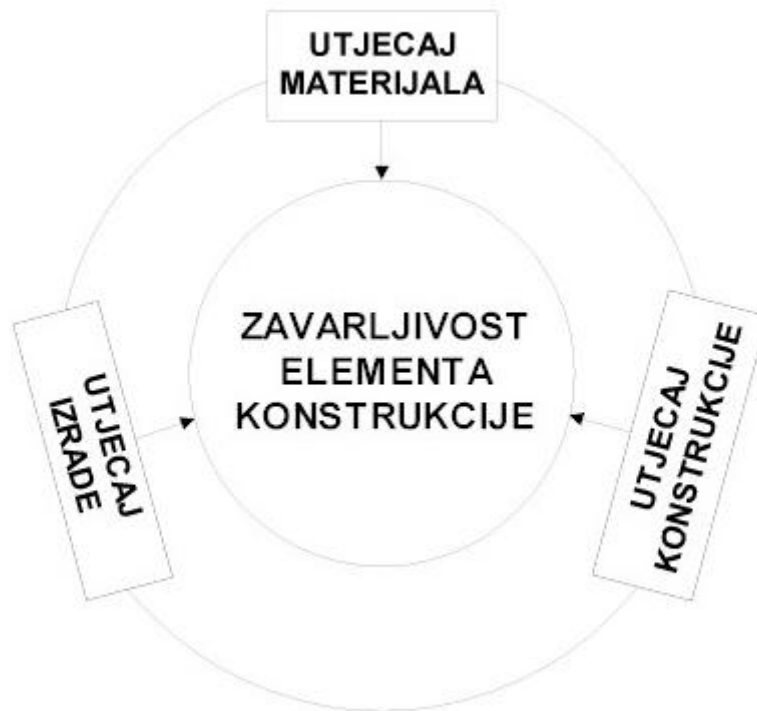 UTJECAJ
MATERIJALA
ZAVARLJIVOST
ELEMENTA
KONSTRUKCIJE
UTJECAJ
IZRADE
UTJECAJ
KONSTRUKCIJE